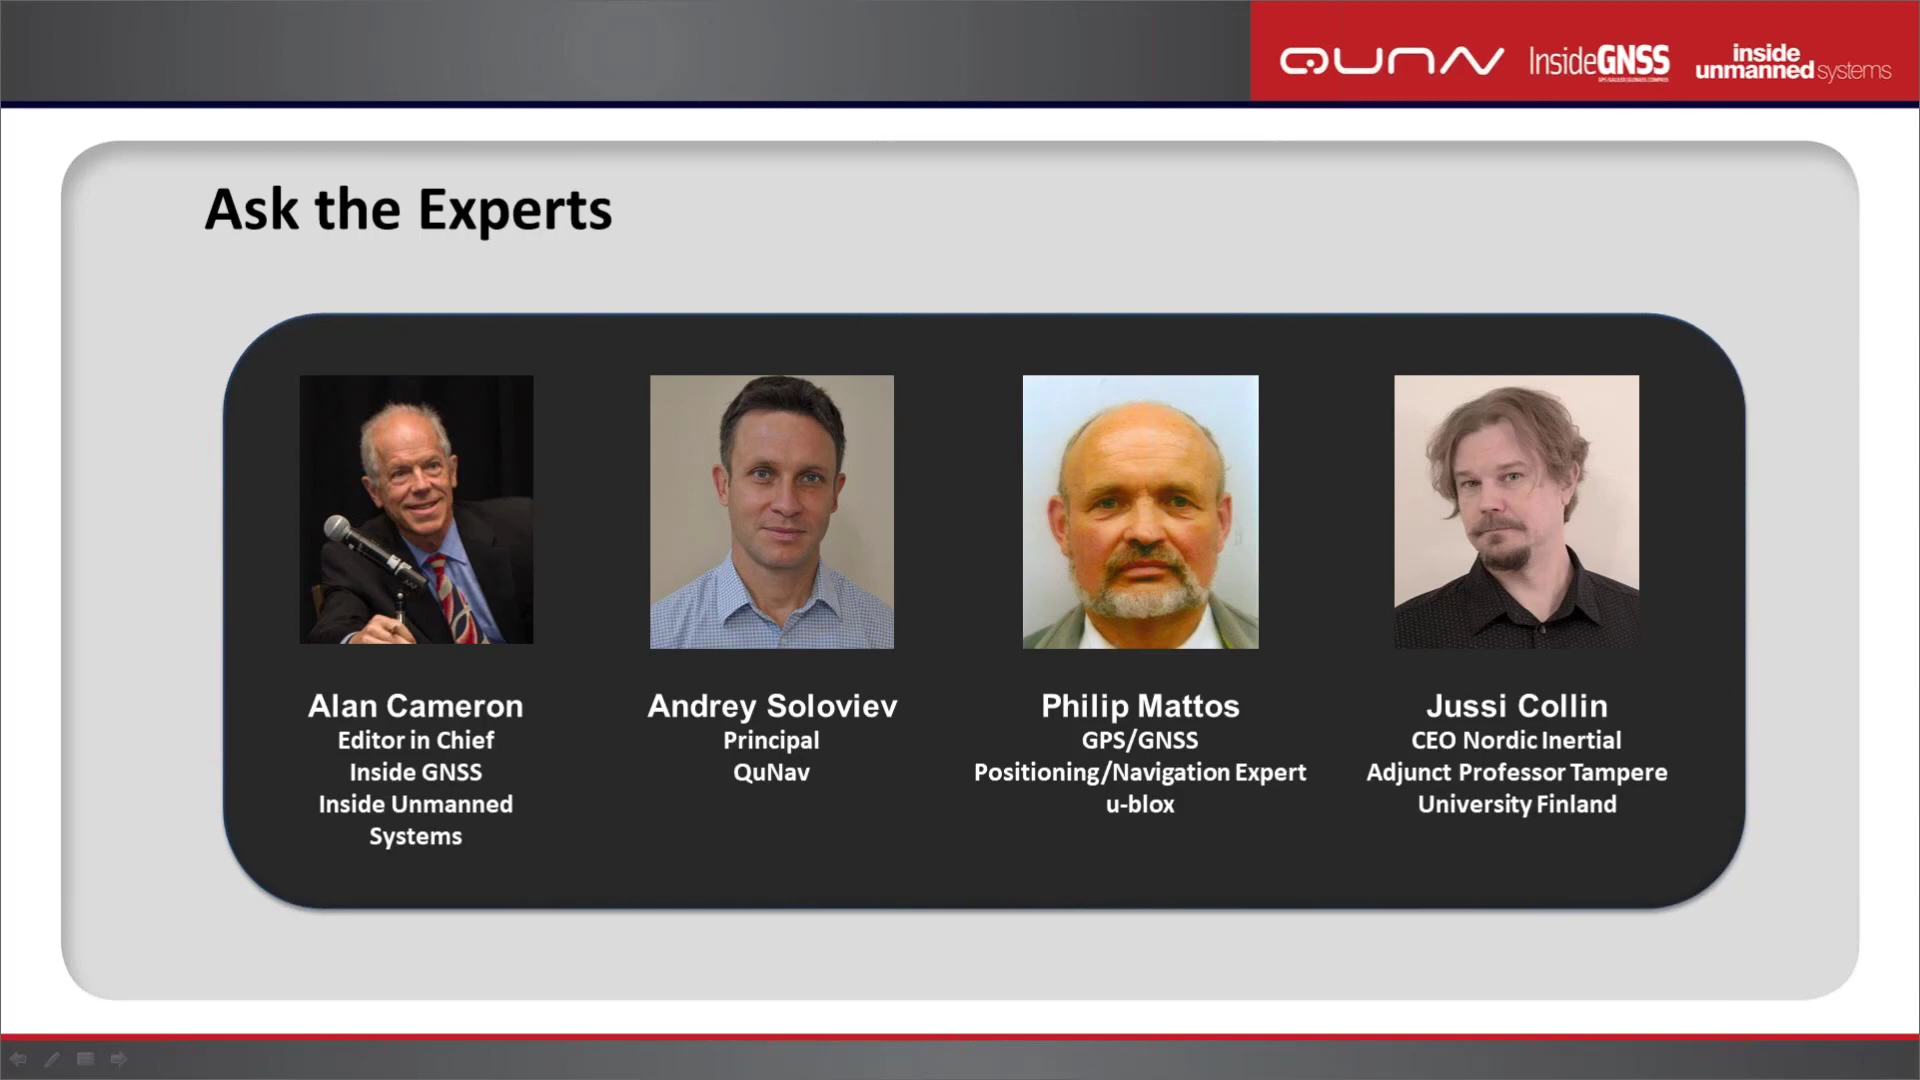 QUNAV
InsideGNSS
inside
unmanned systems
Ask the Experts
Alan Cameron
Editor in Chief
Inside GNSS
Inside Unmanned
Systems
Andrey Soloviev
Principal
QuNav
Philip Mattos
GPS/GNSS
Positioning/Navigation Expert
u-blox
Jussi Collin
CEO Nordic Inertial
Adjunct Professor Tampere
University Finland